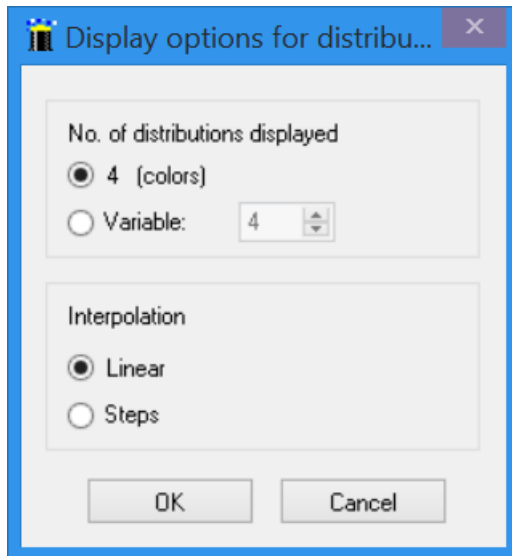 Display options for distribu...
No. of distributions displayed
4 (colors)
Variable: 4
Interpolation
Linear
Steps
OK Cancel